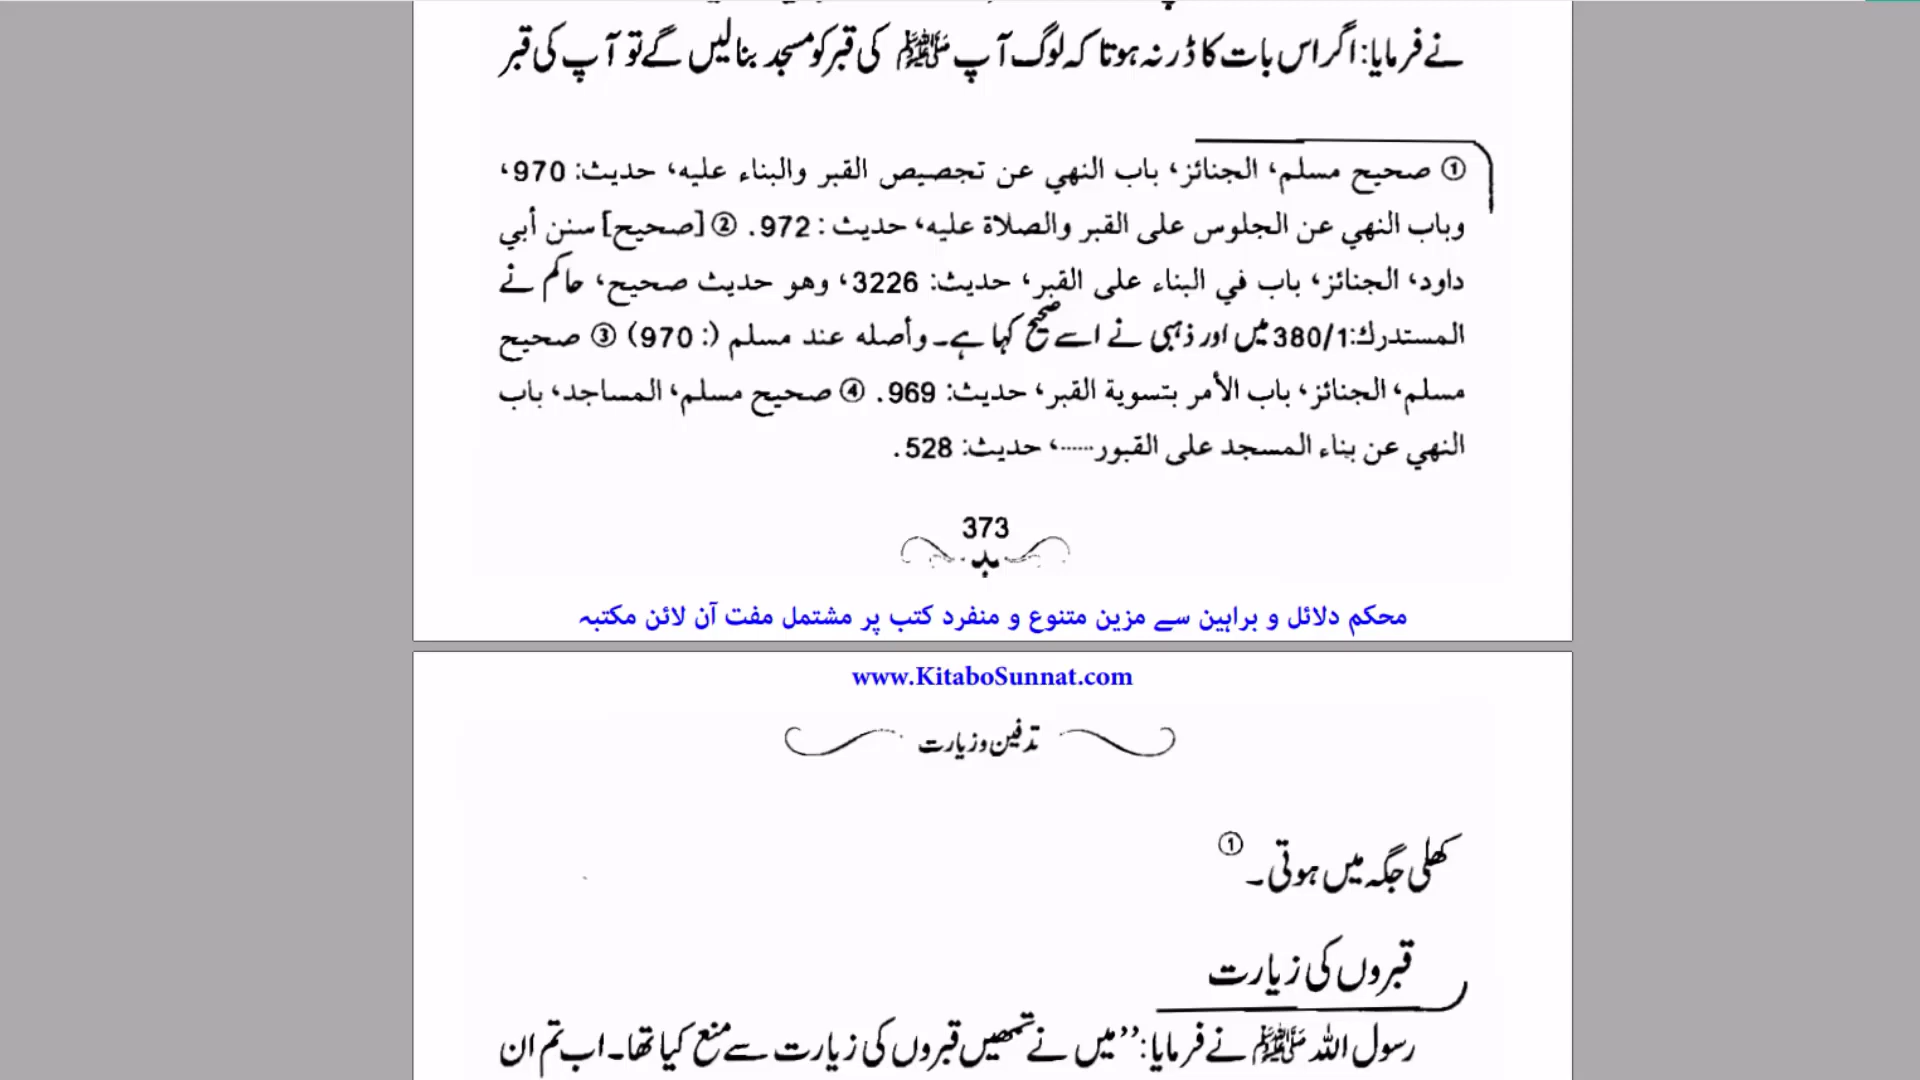 نے فرمایا: اگر اس بات کا ڈر نہ ہوتا کہ لوگ آپ ﷺ کی قبر کو مسجد بنالیں گے تو آپ کی قبر
① صحيح مسلم، الجنائز، باب النهي عن تجصيص القبر والبناء عليه، حديث: 970،
وباب النهي عن الجلوس على القبر والصلاة عليه، حديث: 972. ② [صحيح] سنن أبي
داود، الجنائز، باب في البناء على القبر، حديث: 3226، وهو حديث صحيح، حاکم نے
المستدرك: 380/1 میں اور ذہبی نے اسے صحیح کہا ہے۔ وأصله عند مسلم (: 970) ③ صحيح
مسلم، الجنائز، باب الأمر بتسوية القبر، حديث: 969. ④ صحيح مسلم، المساجد، باب
النهي عن بناء المسجد على القبور......، حديث: 528.
373
محکم دلائل و براہین سے مزین متنوع و منفرد کتب پر مشتمل مفت آن لائن مکتبہ
www.KitaboSunnat.com
تدفین و زیارت
کھلی جگہ میں ہوتی۔ ①
قبروں کی زیارت
رسول اللہ ﷺ نے فرمایا: ”میں نے تمھیں قبروں کی زیارت سے منع کیا تھا۔ اب تم ان